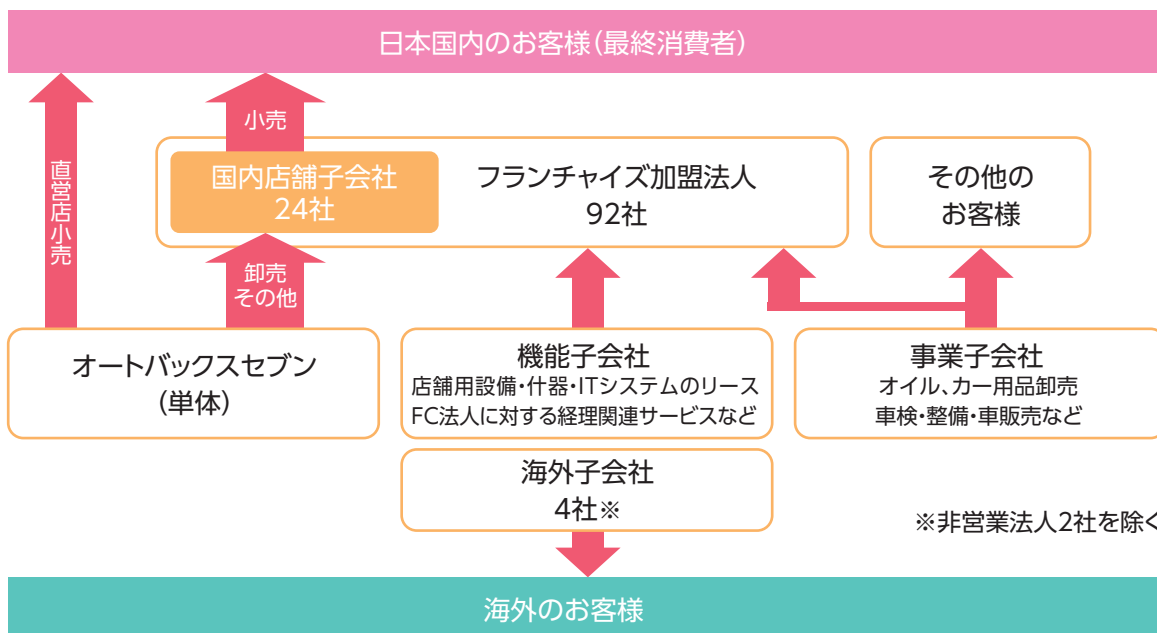 日本国内のお客様(最終消費者)
直営店小売
小売
国内店舗子会社
24社
フランチャイズ加盟法人
92社
その他の
お客様
卸売
その他
オートバックスセブン
(単体)
機能子会社
店舗用設備・什器・ITシステムのリース
FC法人に対する経理関連サービスなど
事業子会社
オイル、カー用品卸売
車検・整備・車販売など
海外子会社
4社※
※非営業法人2社を除く
海外のお客様